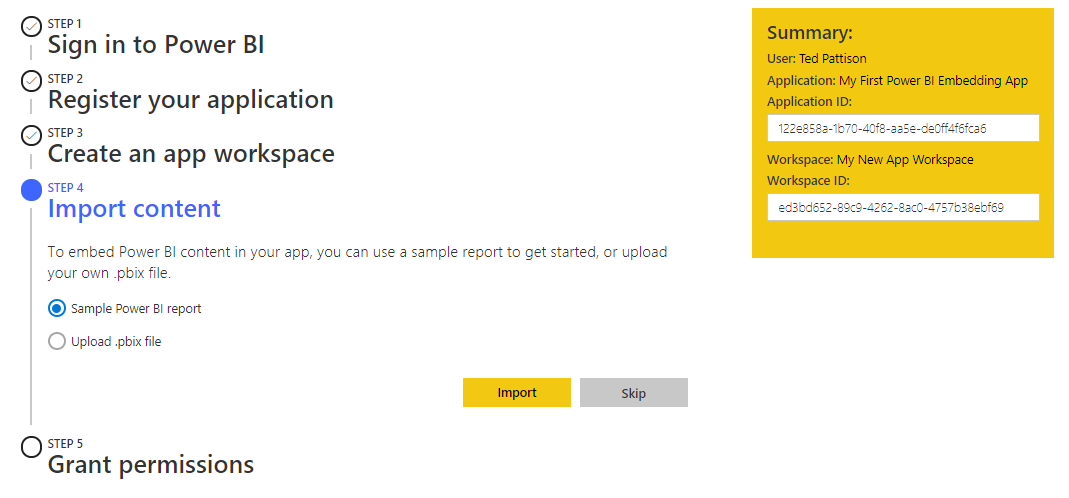 STEP 1
Sign in to Power BI
STEP 2
Register your application
STEP 3
Create an app workspace
STEP 4
Import content
To embed Power BI content in your app, you can use a sample report to get started, or upload
your own .pbix file.
Sample Power BI report
Upload .pbix file
Import
Skip
STEP 5
Grant permissions
Summary:
User: Ted Pattison
Application: My First Power BI Embedding App
Application ID:
122e858a-1b70-40f8-aa5e-de0ff4f6fca6
Workspace: My New App Workspace
Workspace ID:
ed3bd652-89c9-4262-8ac0-4757b38ebf69